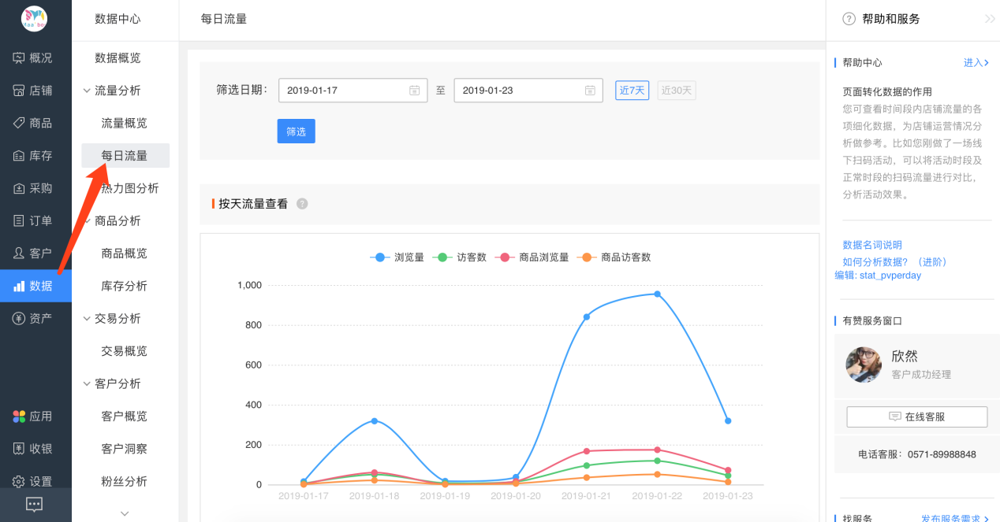 Maa bo
概况
店铺
商品
库存
采购
订单
客户
数据
资产
应用
收银
设置
数据中心
数据概览
流量分析
流量概览
每日流量
热力图分析
商品分析
商品概览
库存分析
交易分析
交易概览
客户分析
客户概览
客户洞察
粉丝分析
每日流量
筛选日期: 2019-01-17 至 2019-01-23 近7天 近30天
筛选
按天流量查看 ?
浏览量 访客数 商品浏览量 商品访客数
1,000
800
600
400
200
0
2019-01-17 2019-01-18 2019-01-19 2019-01-20 2019-01-21 2019-01-22 2019-01-23
? 帮助和服务
帮助中心 进入
页面转化数据的作用
您可查看时间段内店铺流量的各
项细化数据，为店铺运营情况分
析做参考。比如您刚做了一场线
下扫码活动，可以将活动时段及
正常时段的扫码流量进行对比，
分析活动效果。
数据名词说明
如何分析数据？（进阶）
编辑: stat_pvperday
有赞服务窗口
欣然
客户成功经理
在线客服
电话客服：0571-89988848
找服务 发布服务需求